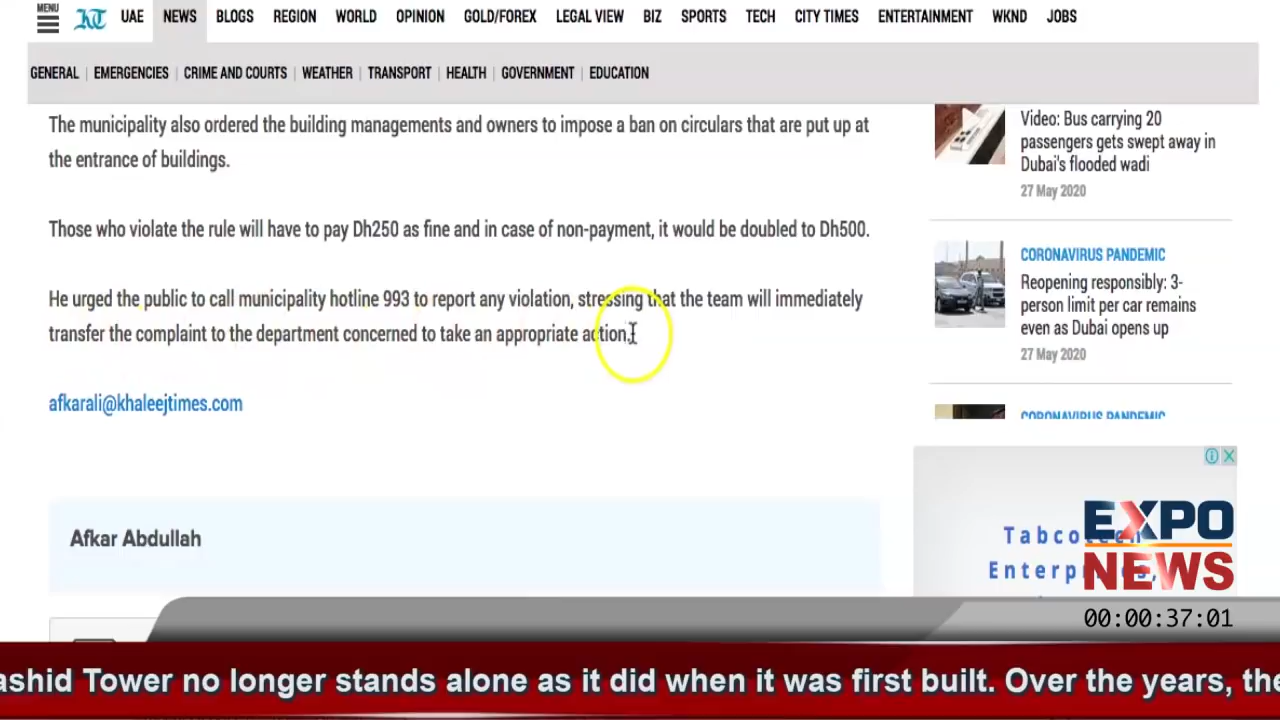 MENU
KT UAE NEWS BLOGS REGION WORLD OPINION GOLD/FOREX LEGAL VIEW BIZ SPORTS TECH CITY TIMES ENTERTAINMENT WKND JOBS
GENERAL | EMERGENCIES | CRIME AND COURTS | WEATHER | TRANSPORT | HEALTH | GOVERNMENT | EDUCATION
The municipality also ordered the building managements and owners to impose a ban on circulars that are put up at
the entrance of buildings.
Those who violate the rule will have to pay Dh250 as fine and in case of non-payment, it would be doubled to Dh500.
He urged the public to call municipality hotline 993 to report any violation, stressing that the team will immediately
transfer the complaint to the department concerned to take an appropriate action.
afkarali@khaleejtimes.com
Afkar Abdullah
Video: Bus carrying 20
passengers gets swept away in
Dubai's flooded wadi
27 May 2020
CORONAVIRUS PANDEMIC
Reopening responsibly: 3-
person limit per car remains
even as Dubai opens up
27 May 2020
CORONAVIRUS PANDEMIC
EXPO
NEWS
00:00:37:01
ashid Tower no longer stands alone as it did when it was first built. Over the years, the